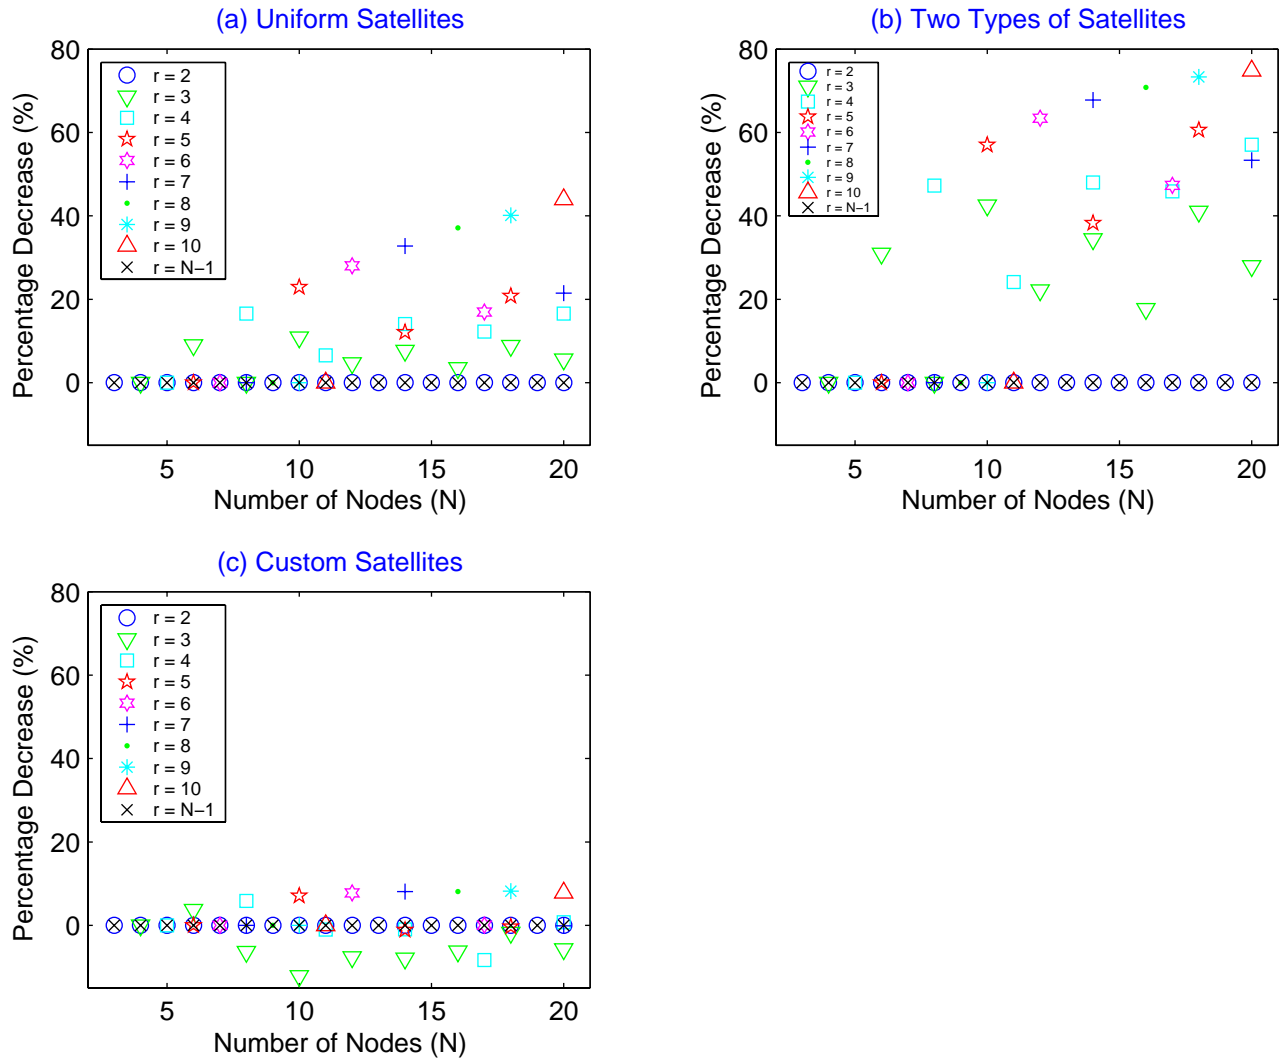 (a) Uniform Satellites
80
60
40
20
0
Percentage Decrease (%)
r = 2
r = 3
r = 4
r = 5
r = 6
r = 7
r = 8
r = 9
r = 10
r = N−1
5 10 15 20
Number of Nodes (N)
(b) Two Types of Satellites
80
60
40
20
0
Percentage Decrease (%)
r = 2
r = 3
r = 4
r = 5
r = 6
r = 7
r = 8
r = 9
r = 10
r = N−1
5 10 15 20
Number of Nodes (N)
(c) Custom Satellites
80
60
40
20
0
Percentage Decrease (%)
r = 2
r = 3
r = 4
r = 5
r = 6
r = 7
r = 8
r = 9
r = 10
r = N−1
5 10 15 20
Number of Nodes (N)